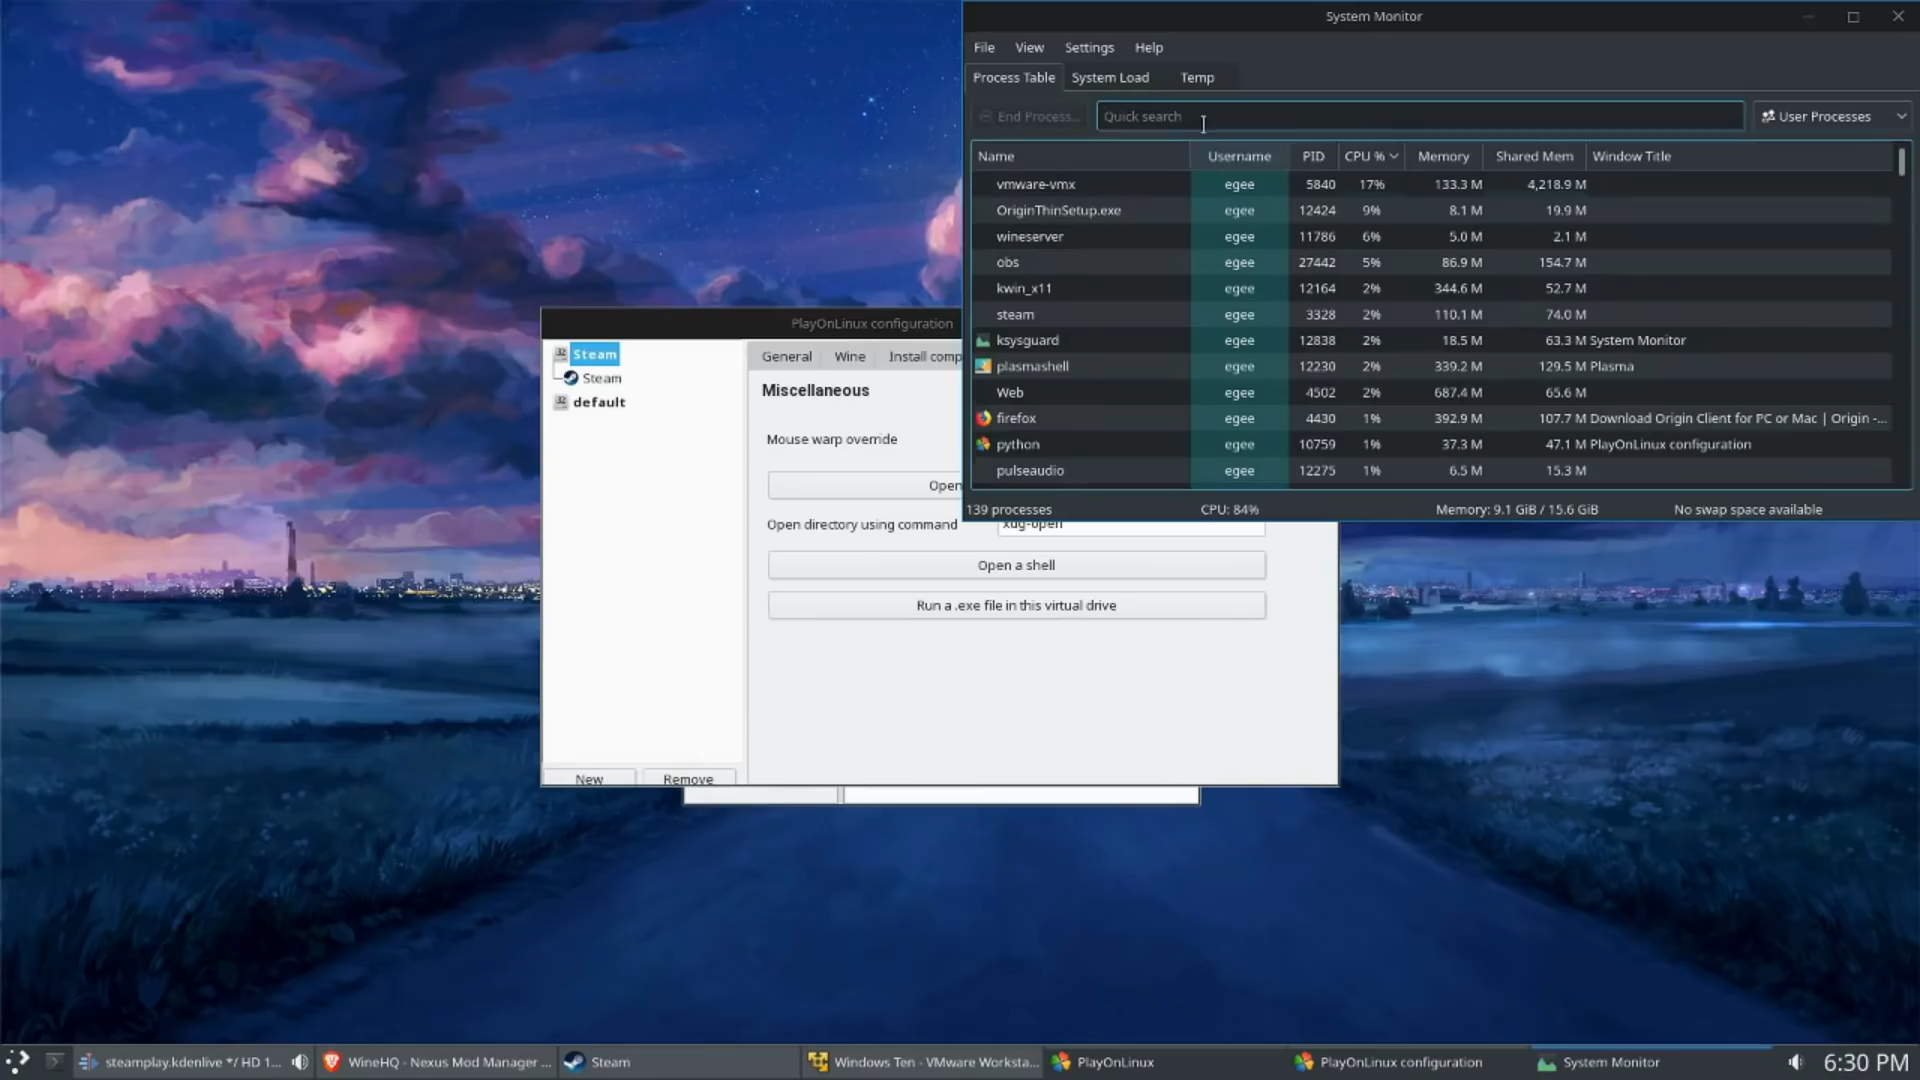 System Monitor
File View Settings Help
Process Table System Load Temp
End Process... Quick search User Processes
Name Username PID CPU % Memory Shared Mem Window Title
vmware-vmx egee 5840 17% 133.3 M 4,218.9 M
OriginThinSetup.exe egee 12424 9% 8.1 M 19.9 M
wineserver egee 11786 6% 5.0 M 2.1 M
obs egee 27442 5% 86.9 M 154.7 M
kwin_x11 egee 12164 2% 344.6 M 52.7 M
steam egee 3328 2% 110.1 M 74.0 M
ksysguard egee 12838 2% 18.5 M 63.3 M System Monitor
plasmashell egee 12230 2% 339.2 M 129.5 M Plasma
Web egee 4502 2% 687.4 M 65.6 M
firefox egee 4430 1% 392.9 M 107.7 M Download Origin Client for PC or Mac | Origin -...
python egee 10759 1% 37.3 M 47.1 M PlayOnLinux configuration
pulseaudio egee 12275 1% 6.5 M 15.3 M
139 processes CPU: 84% Memory: 9.1 GiB / 15.6 GiB No swap space available
PlayOnLinux configuration
Steam
Steam
default
General Wine Install comp
Miscellaneous
Mouse warp override
Open
Open directory using command xdg-open
Open a shell
Run a .exe file in this virtual drive
New Remove
steamplay.kdenlive */ HD 1... WineHQ - Nexus Mod Manager ... Steam Windows Ten - VMware Worksta... PlayOnLinux PlayOnLinux configuration System Monitor 6:30 PM